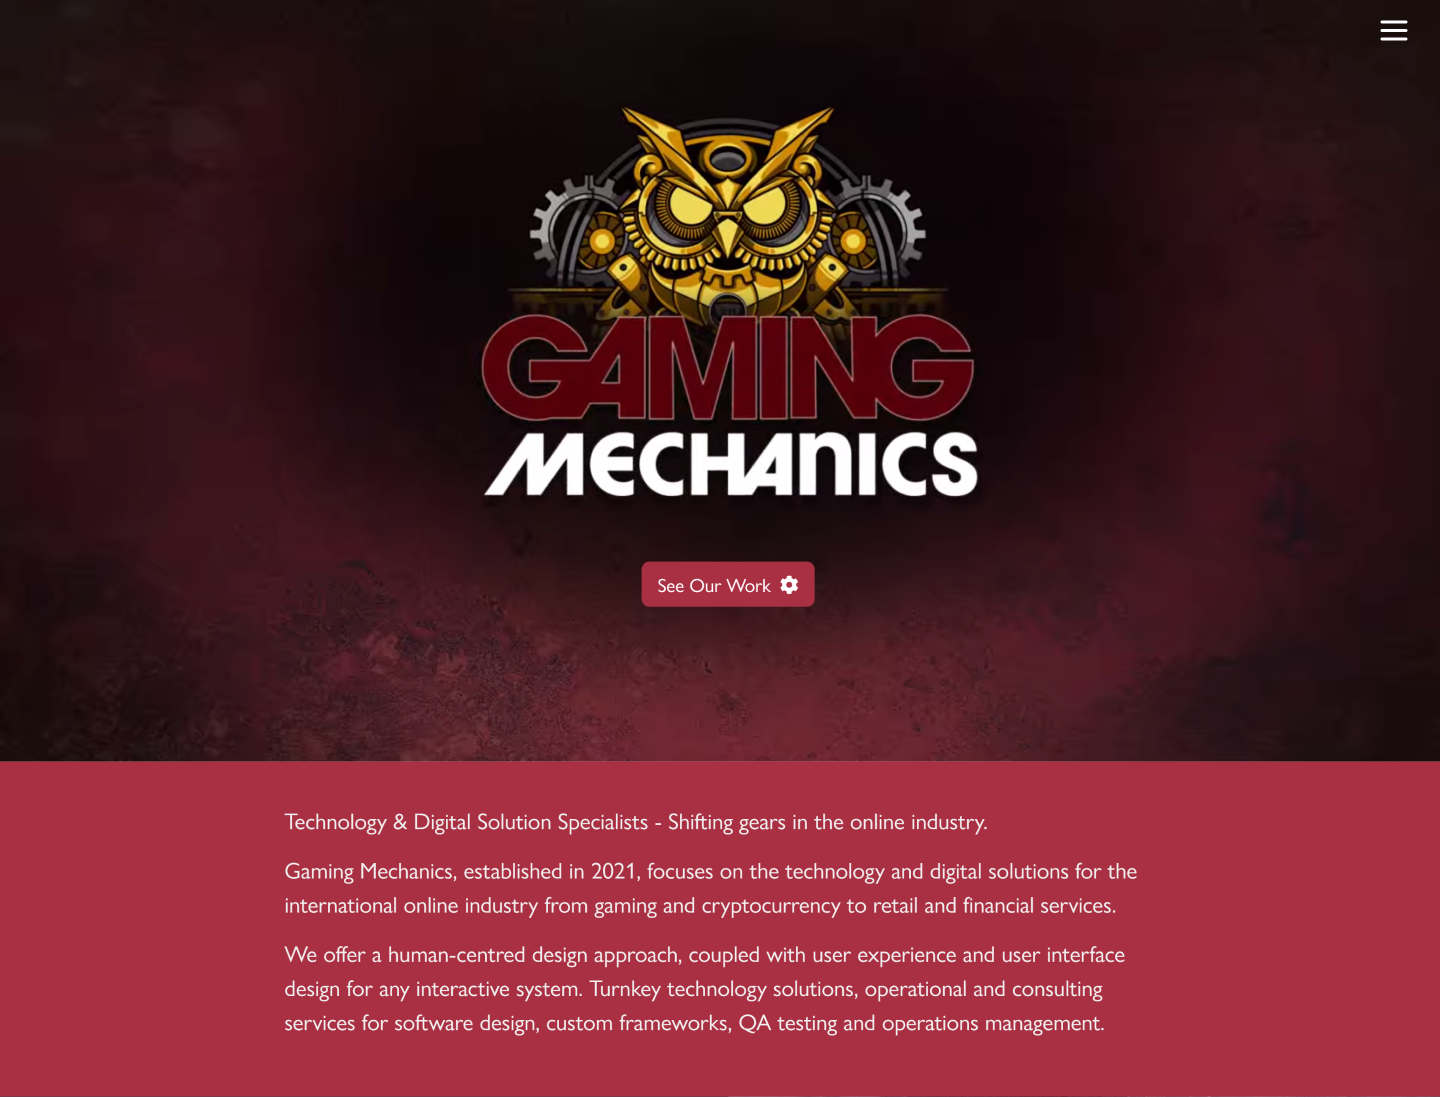 GAMING
MECHANICS
See Our Work
Technology & Digital Solution Specialists - Shifting gears in the online industry.
Gaming Mechanics, established in 2021, focuses on the technology and digital solutions for the
international online industry from gaming and cryptocurrency to retail and financial services.
We offer a human-centred design approach, coupled with user experience and user interface
design for any interactive system. Turnkey technology solutions, operational and consulting
services for software design, custom frameworks, QA testing and operations management.